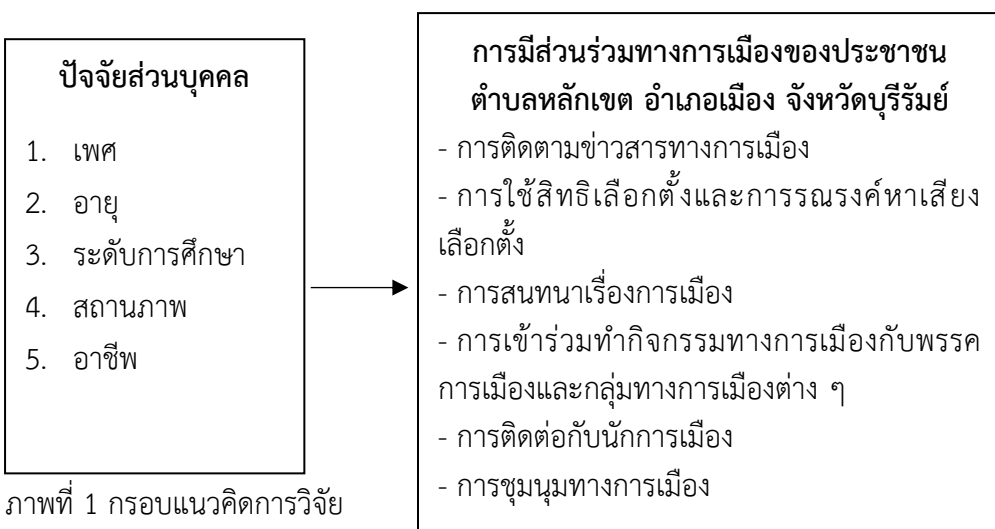 ปัจจัยส่วนบุคคล
1. เพศ
2. อายุ
3. ระดับการศึกษา
4. สถานภาพ
5. อาชีพ
การมีส่วนร่วมทางการเมืองของประชาชน
ตำบลหลักเขต อำเภอเมือง จังหวัดบุรีรัมย์
- การติดตามข่าวสารทางการเมือง
- การใช้สิทธิเลือกตั้งและการรณรงค์หาเสียง
เลือกตั้ง
- การสนทนาเรื่องการเมือง
- การเข้าร่วมทำกิจกรรมทางการเมืองกับพรรค
การเมืองและกลุ่มทางการเมืองต่าง ๆ
- การติดต่อกับนักการเมือง
- การชุมนุมทางการเมือง
ภาพที่ 1 กรอบแนวคิดการวิจัย